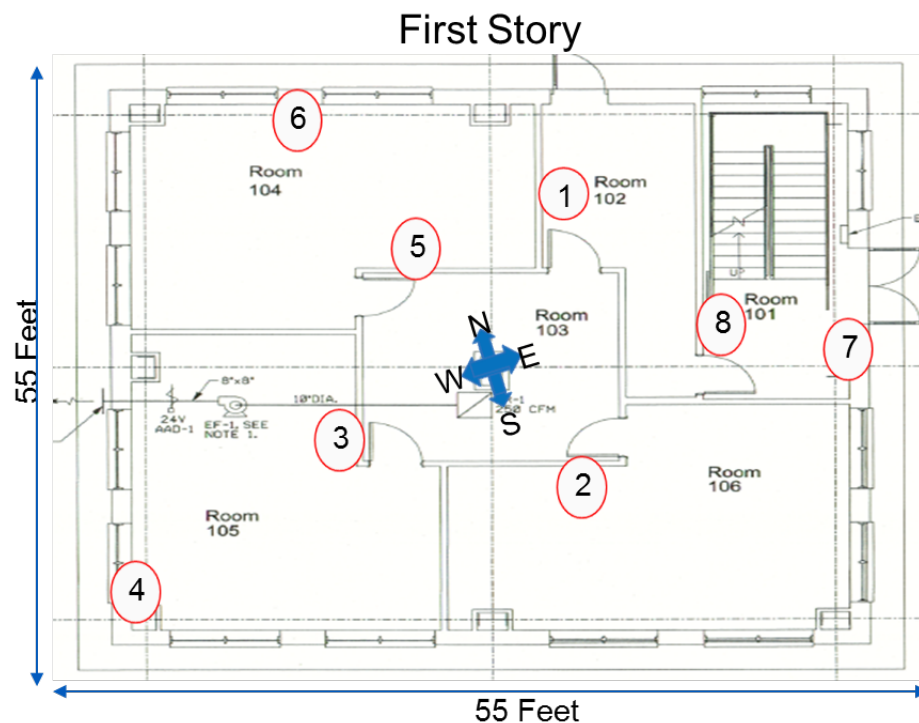 First Story
6
Room
104
1
Room
102
5
N
UP
Room
101
Room
103
8
7
N
E
W
S
55 Feet
8"x8"
10"DIA.
24V
AAD-1
EF-1, SEE
NOTE 1.
250 CFM
3
2
Room
106
Room
105
4
55 Feet